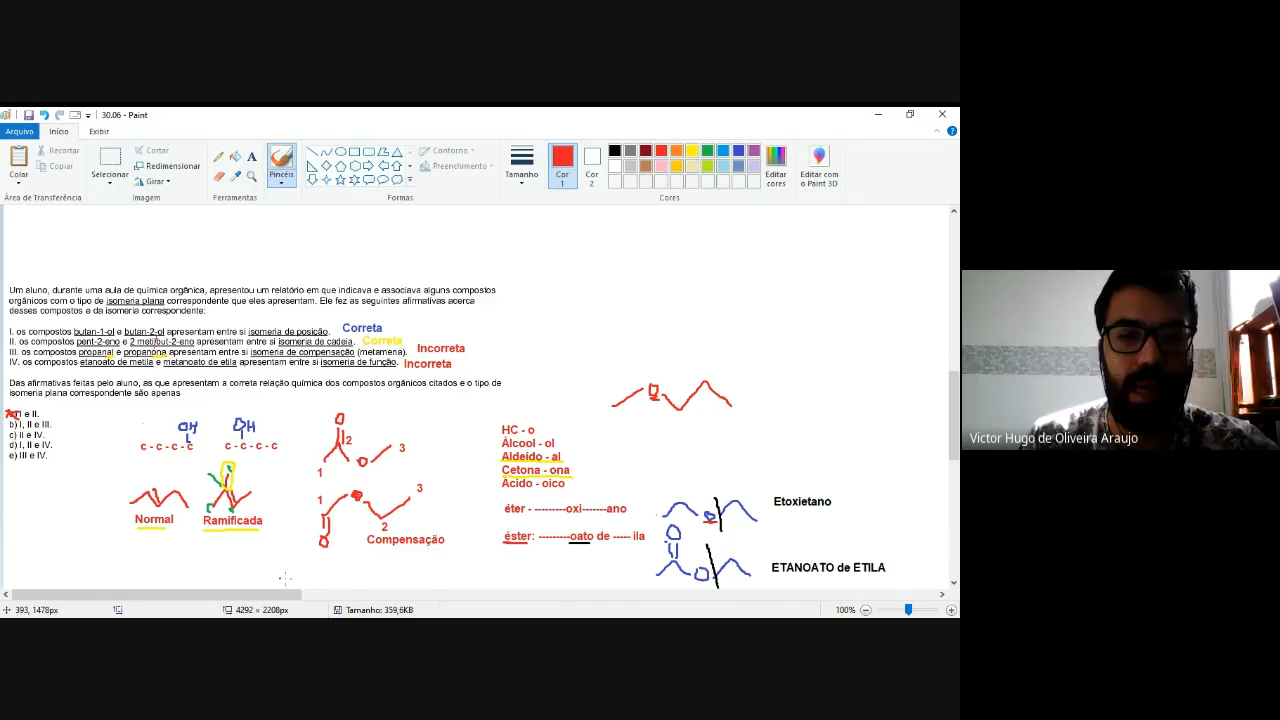 30.06 - Paint
Arquivo Início Exibir
Colar
Recortar
Copiar
Área de Transferência
Selecionar
Cortar
Redimensionar
Girar
Imagem
Ferramentas
Pincéis
Contorno
Preenchimento
Formas
Tamanho
Cor 1
Cor 2
Editar cores
Editar com o Paint 3D
Cores
Um aluno, durante uma aula de química orgânica, apresentou um relatório em que indicava e associava alguns compostos
orgânicos com o tipo de isomeria plana correspondente que eles apresentam. Ele fez as seguintes afirmativas acerca
desses compostos e da isomeria correspondente:
I. os compostos butan-1-ol e butan-2-ol apresentam entre si isomeria de posição. Correta
II. os compostos pent-2-eno e 2 metilbut-2-eno apresentam entre si isomeria de cadeia. Correta
III. os compostos propanal e propanona apresentam entre si isomeria de compensação (metameria). Incorreta
IV. os compostos etanoato de metila e metanoato de etila apresentam entre si isomeria de função. Incorreta
Das afirmativas feitas pelo aluno, as que apresentam a correta relação química dos compostos orgânicos citados e o tipo de
isomeria plana correspondente são apenas
I e II.
b) I, II e III.
c) II e IV.
d) I, II e IV.
e) III e IV.
OH OH
C - C - C - C C - C - C - C
Normal Ramificada
O
2
1 O 3
1 O 3
2
O
Compensação
HC - o
Álcool - ol
Aldeído - al
Cetona - ona
Ácido - oico
éter - ---------oxi-------ano
éster: ---------oato de ----- ila
O
O
Etoxietano
O
O
ETANOATO de ETILA
Victor Hugo de Oliveira Araujo
393, 1478px 4292 × 2208px Tamanho: 359,6KB 100%